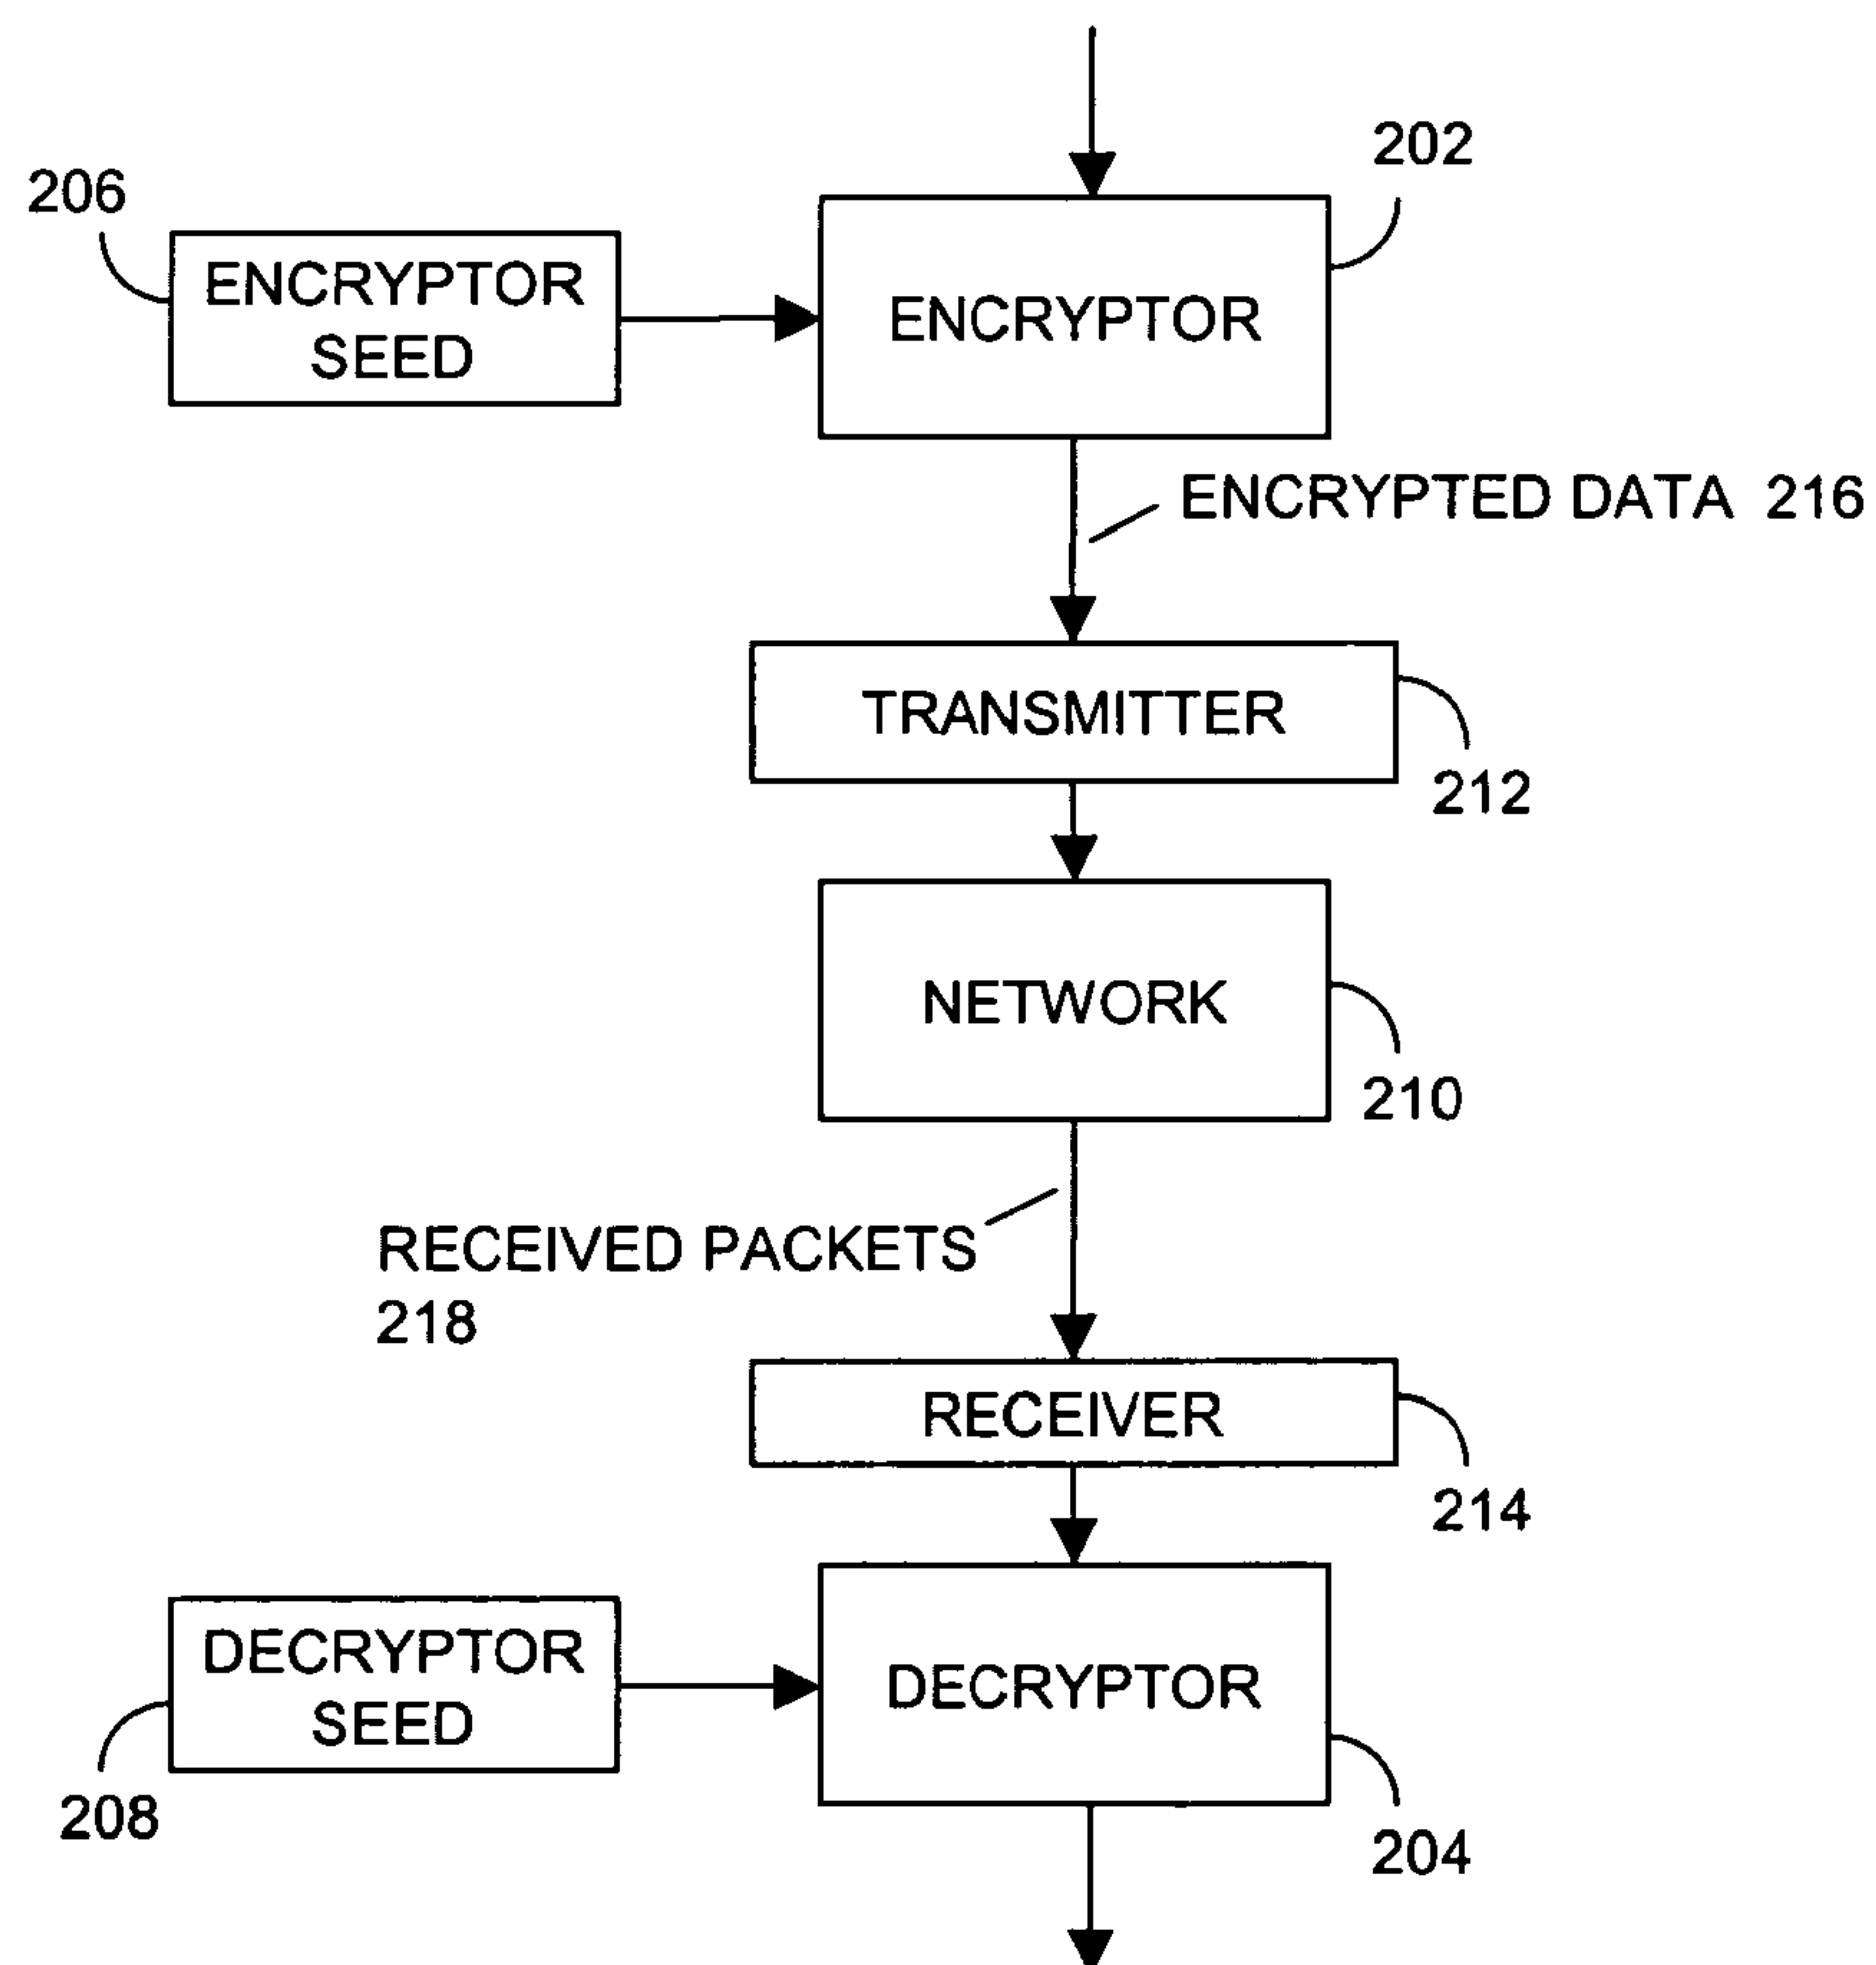 202
206
ENCRYPTOR
SEED
ENCRYPTOR
ENCRYPTED DATA 216
TRANSMITTER
212
NETWORK
210
RECEIVED PACKETS
218
RECEIVER
214
DECRYPTOR
SEED
DECRYPTOR
208
204